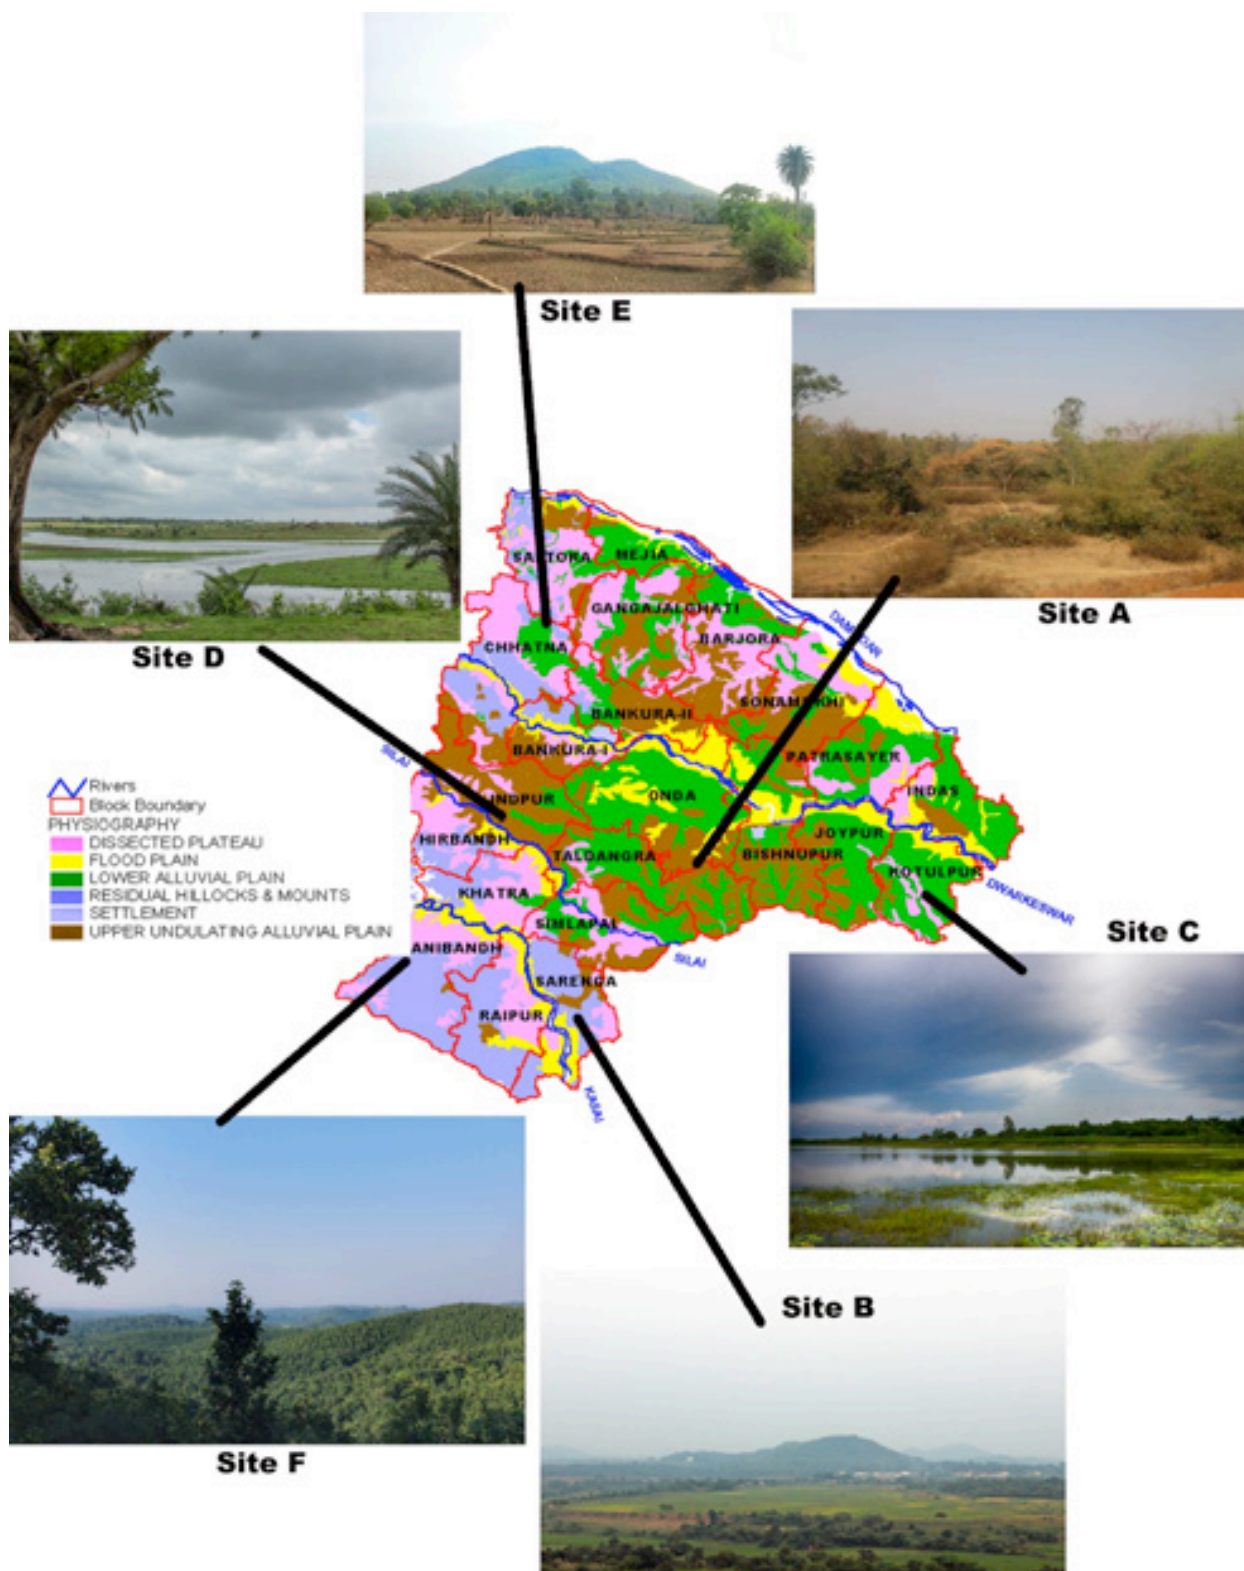 Site E
Site A
Site D
SALTORA
MEJIA
GANGAJALGHATI
DAMODAR
BARJORA
CHHATNA
SONAMUKHI
BANKURA-II
BANKURA-I
PATRASAYER
SILAI
INDPUR
ONDA
INDAS
HIRBANDH
JOYPUR
TALDANGRA
BISHNUPUR
KOTULPUR
KHATRA
DWARKESWAR
SIMLAPAL
SILAI
ANIBANDH
SARENGA
RAIPUR
KASAI
Rivers
Block Boundary
PHYSIOGRAPHY
DISSECTED PLATEAU
FLOOD PLAIN
LOWER ALLUVIAL PLAIN
RESIDUAL HILLOCKS & MOUNTS
SETTLEMENT
UPPER UNDULATING ALLUVIAL PLAIN
Site C
Site B
Site F